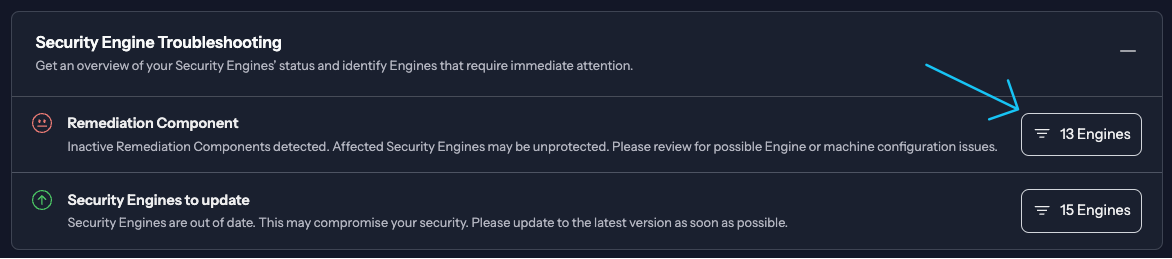 Security Engine Troubleshooting
Get an overview of your Security Engines' status and identify Engines that require immediate attention.
Remediation Component
Inactive Remediation Components detected. Affected Security Engines may be unprotected. Please review for possible Engine or machine configuration issues.
13 Engines
Security Engines to update
Security Engines are out of date. This may compromise your security. Please update to the latest version as soon as possible.
15 Engines